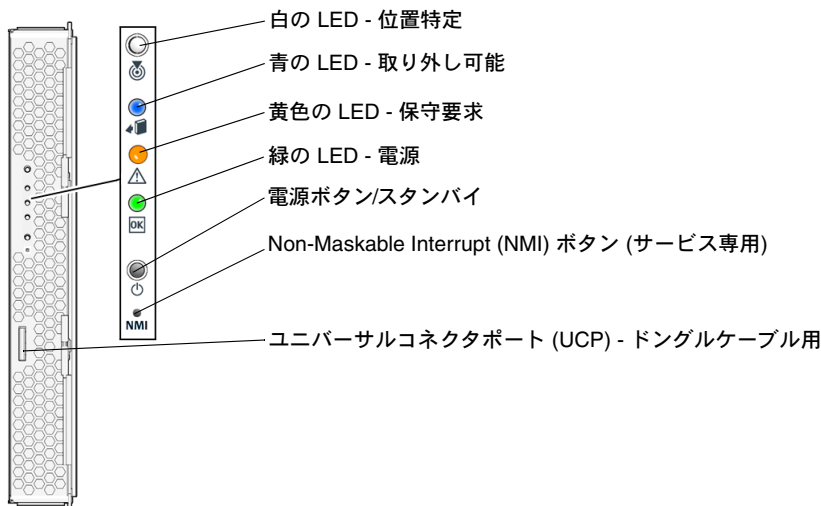 白の LED - 位置特定
青の LED - 取り外し可能
黄色の LED - 保守要求
緑の LED - 電源
OK
電源ボタン/スタンバイ
Non-Maskable Interrupt (NMI) ボタン (サービス専用)
NMI
ユニバーサルコネクタポート (UCP) - ドングルケーブル用